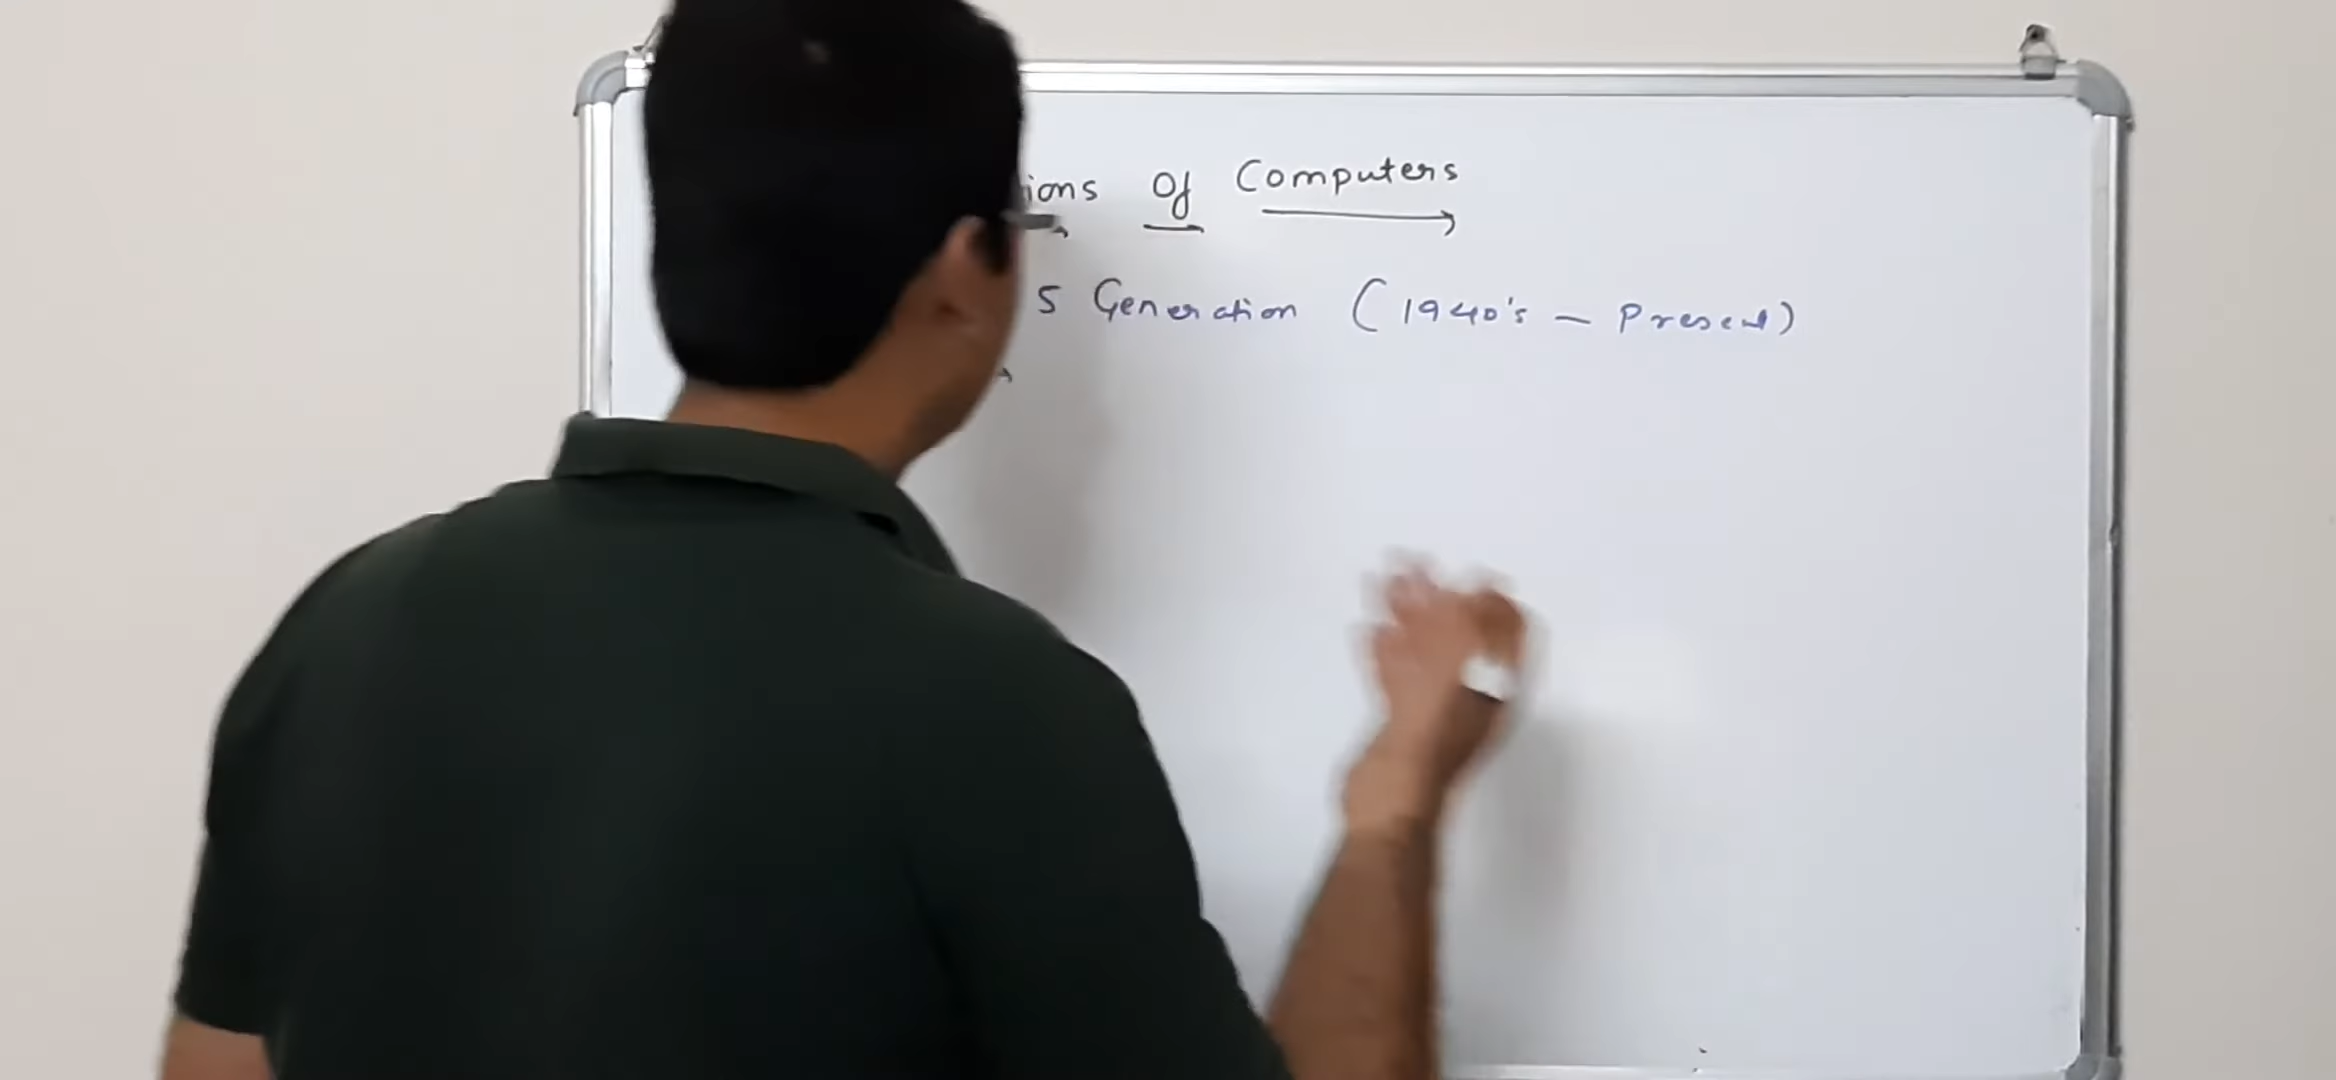 ions Of Computers
5 Generation (1940's - Present)